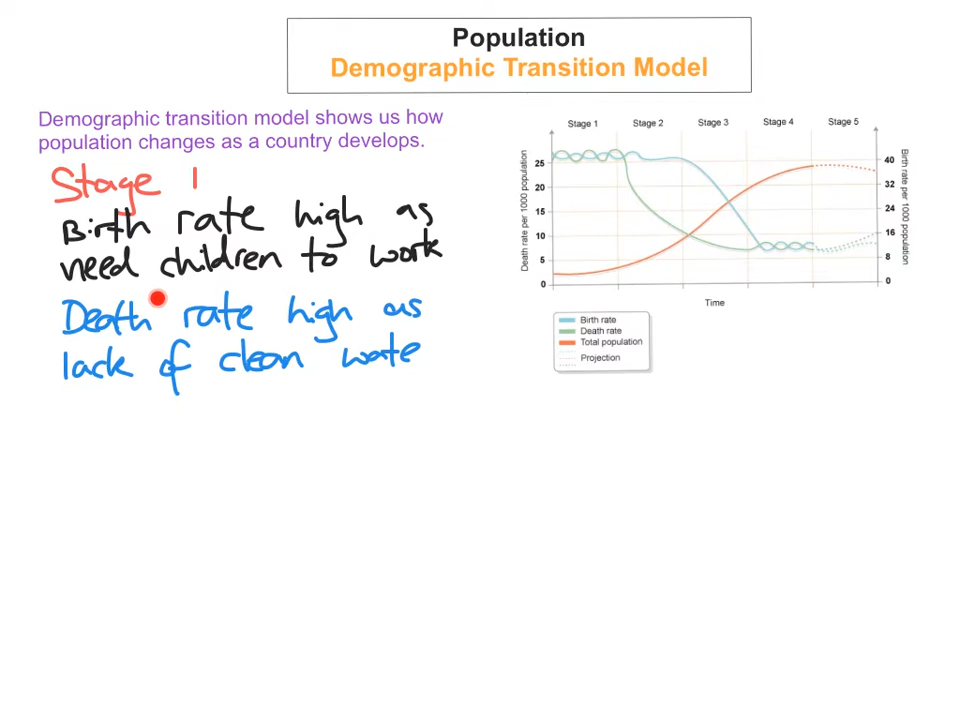 Population
Demographic Transition Model
Demographic transition model shows us how
population changes as a country develops.
Stage 1
Birth rate high as
need children to work
Death rate high as
lack of clean wate
Stage 1 Stage 2 Stage 3 Stage 4 Stage 5
Death rate per 1000 population
25
20
15
10
5
0
40
32
24
16
8
0
Birth rate per 1000 population
Time
Birth rate
Death rate
Total population
Projection